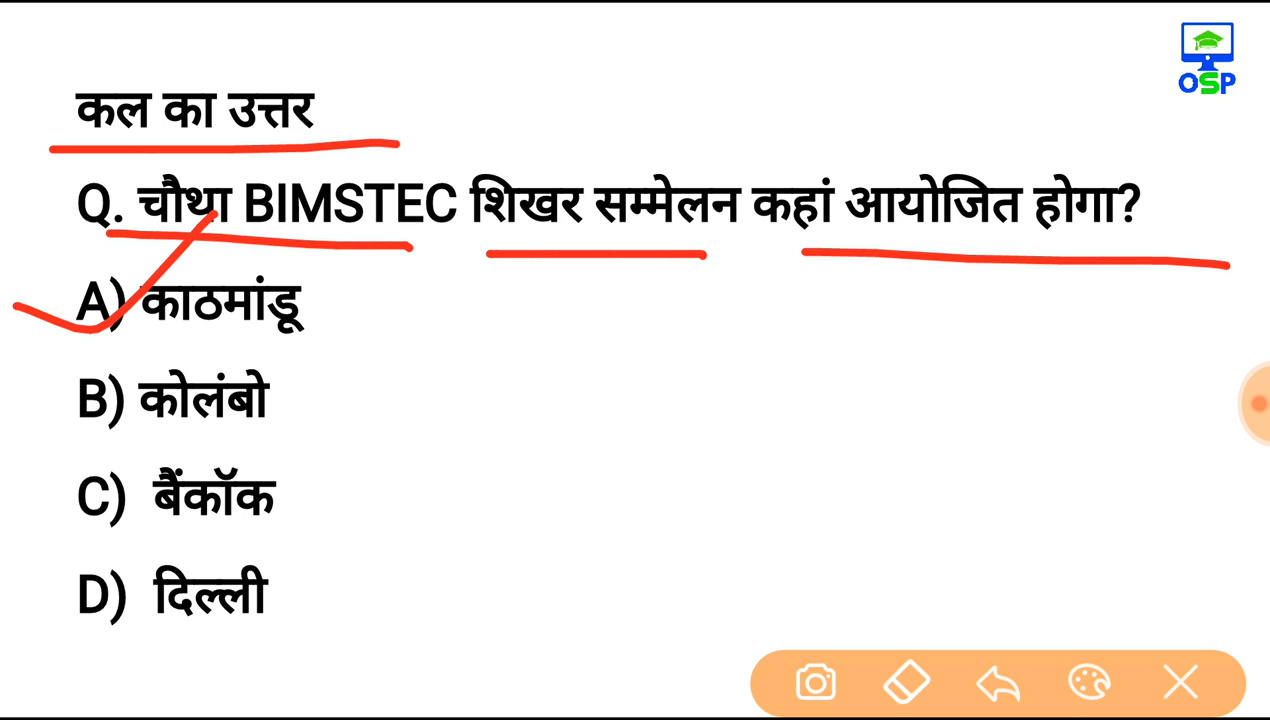 OSP
कल का उत्तर
Q. चौथा BIMSTEC शिखर सम्मेलन कहां आयोजित होगा?
A) काठमांडू
B) कोलंबो
C) बैंकॉक
D) दिल्ली